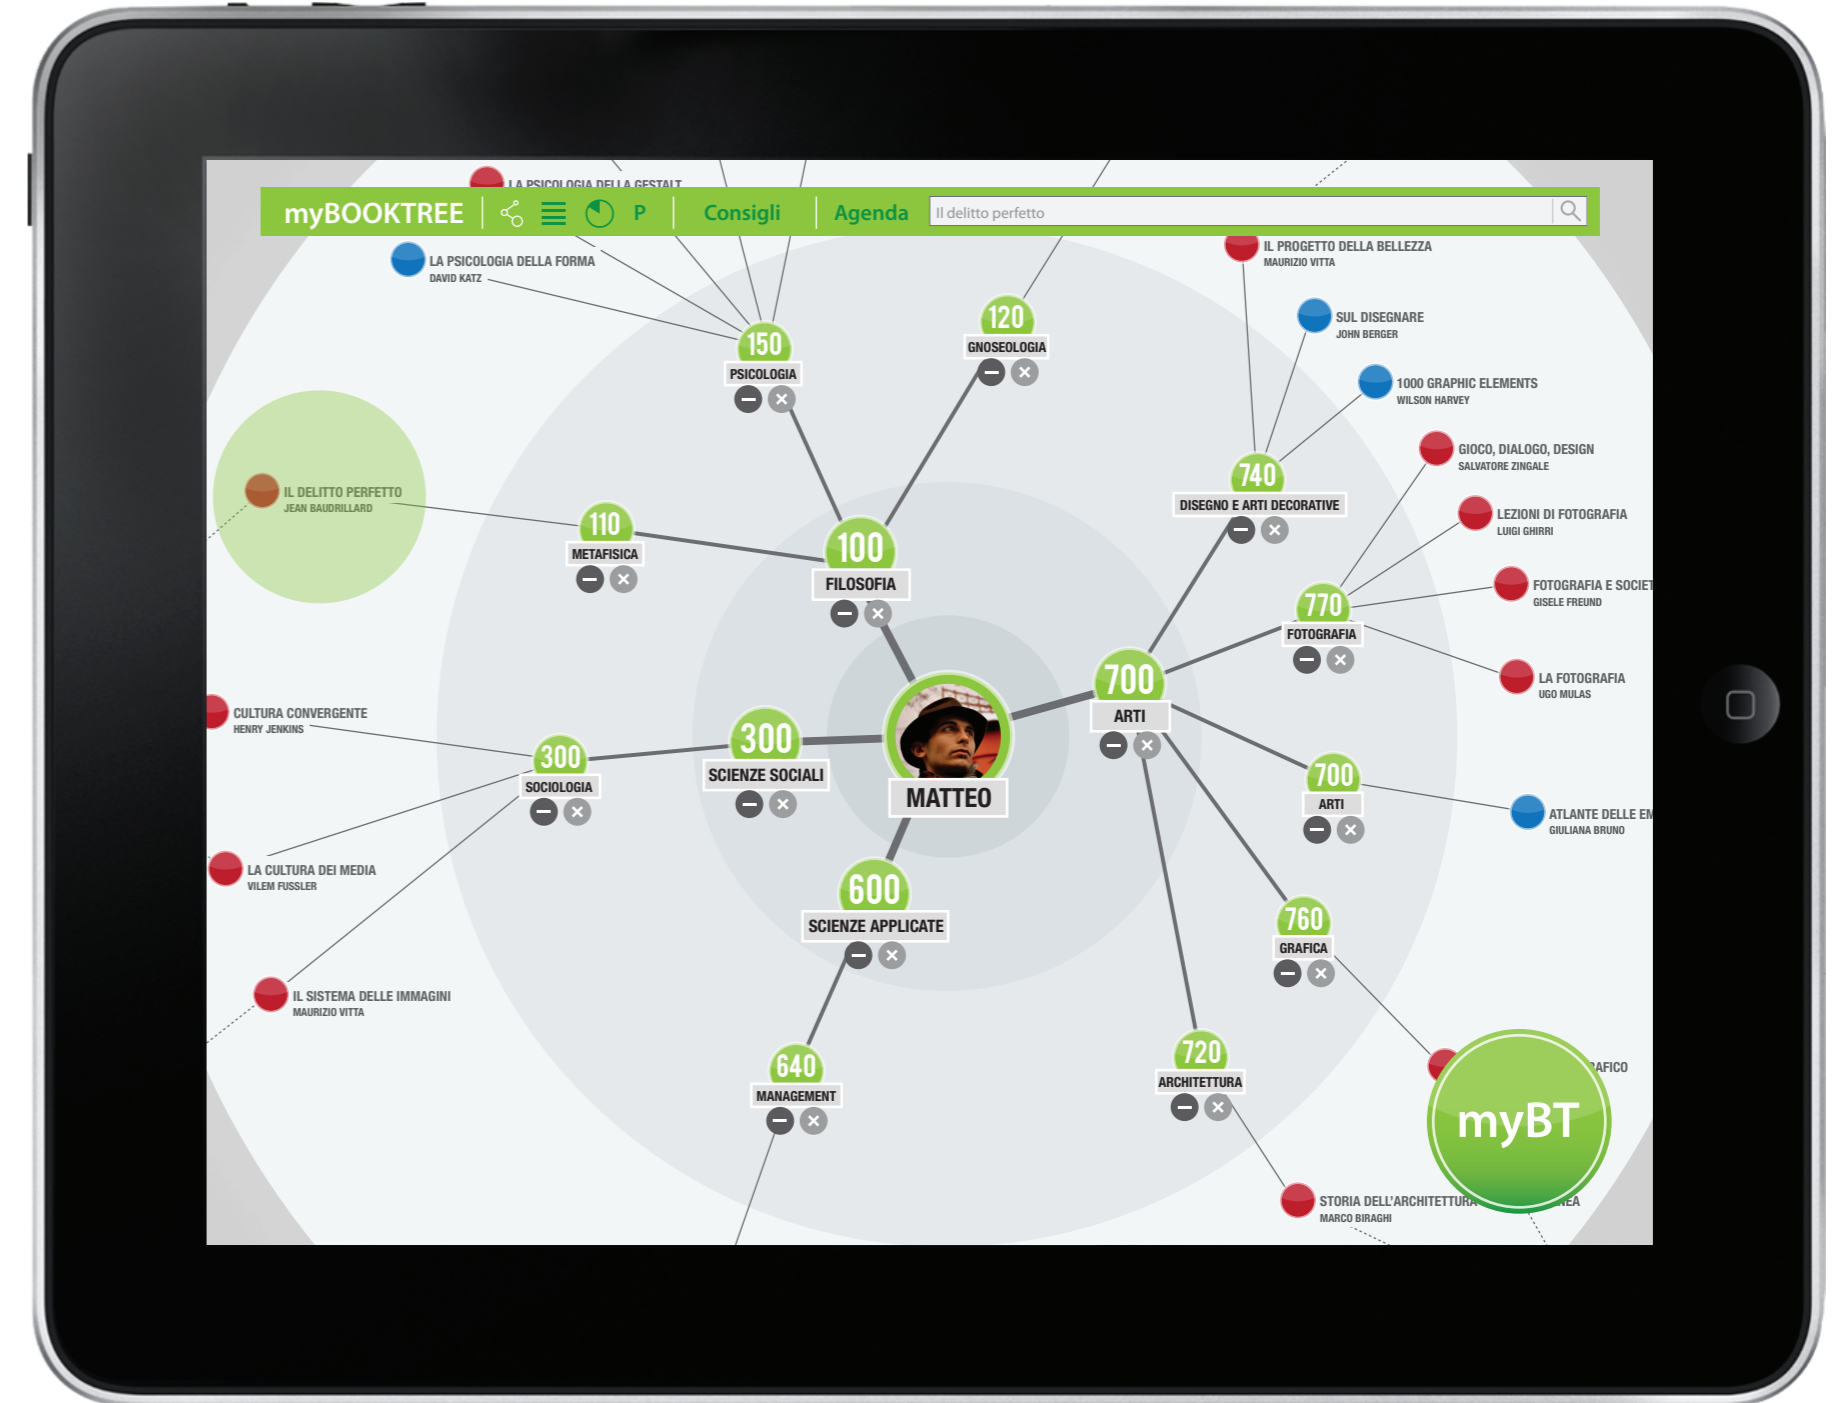 LA PSICOLOGIA DELLA GESTALT
myBOOKTREE
P
Consigli
Agenda
Il delitto perfetto
LA PSICOLOGIA DELLA FORMA
DAVID KATZ
IL PROGETTO DELLA BELLEZZA
MAURIZIO VITTA
150
PSICOLOGIA
120
GNOSEOLOGIA
SUL DISEGNARE
JOHN BERGER
1000 GRAPHIC ELEMENTS
WILSON HARVEY
GIOCO, DIALOGO, DESIGN
SALVATORE ZINGALE
740
DISEGNO E ARTI DECORATIVE
IL DELITTO PERFETTO
JEAN BAUDRILLARD
110
METAFISICA
100
FILOSOFIA
LEZIONI DI FOTOGRAFIA
LUIGI GHIRRI
770
FOTOGRAFIA
FOTOGRAFIA E SOCIET
GISELE FREUND
LA FOTOGRAFIA
UGO MULAS
700
ARTI
CULTURA CONVERGENTE
HENRY JENKINS
300
SOCIOLOGIA
300
SCIENZE SOCIALI
MATTEO
700
ARTI
ATLANTE DELLE EM
GIULIANA BRUNO
LA CULTURA DEI MEDIA
VILEM FUSSLER
600
SCIENZE APPLICATE
760
GRAFICA
IL SISTEMA DELLE IMMAGINI
MAURIZIO VITTA
640
MANAGEMENT
720
ARCHITETTURA
AFICO
myBT
STORIA DELL'ARCHITETTURA
NEA
MARCO BIRAGHI